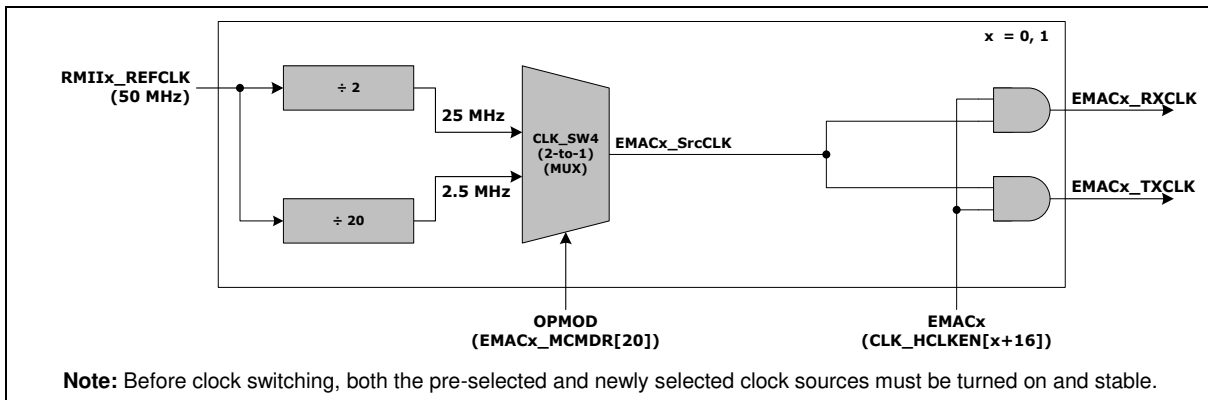 x = 0, 1
RMIIx_REFCLK
(50 MHz)
÷ 2
25 MHz
CLK_SW4
(2-to-1)
(MUX)
EMACx_SrcCLK
EMACx_RXCLK
2.5 MHz
÷ 20
EMACx_TXCLK
OPMOD
(EMACx_MCMDR[20])
EMACx
(CLK_HCLKEN[x+16])
Note: Before clock switching, both the pre-selected and newly selected clock sources must be turned on and stable.